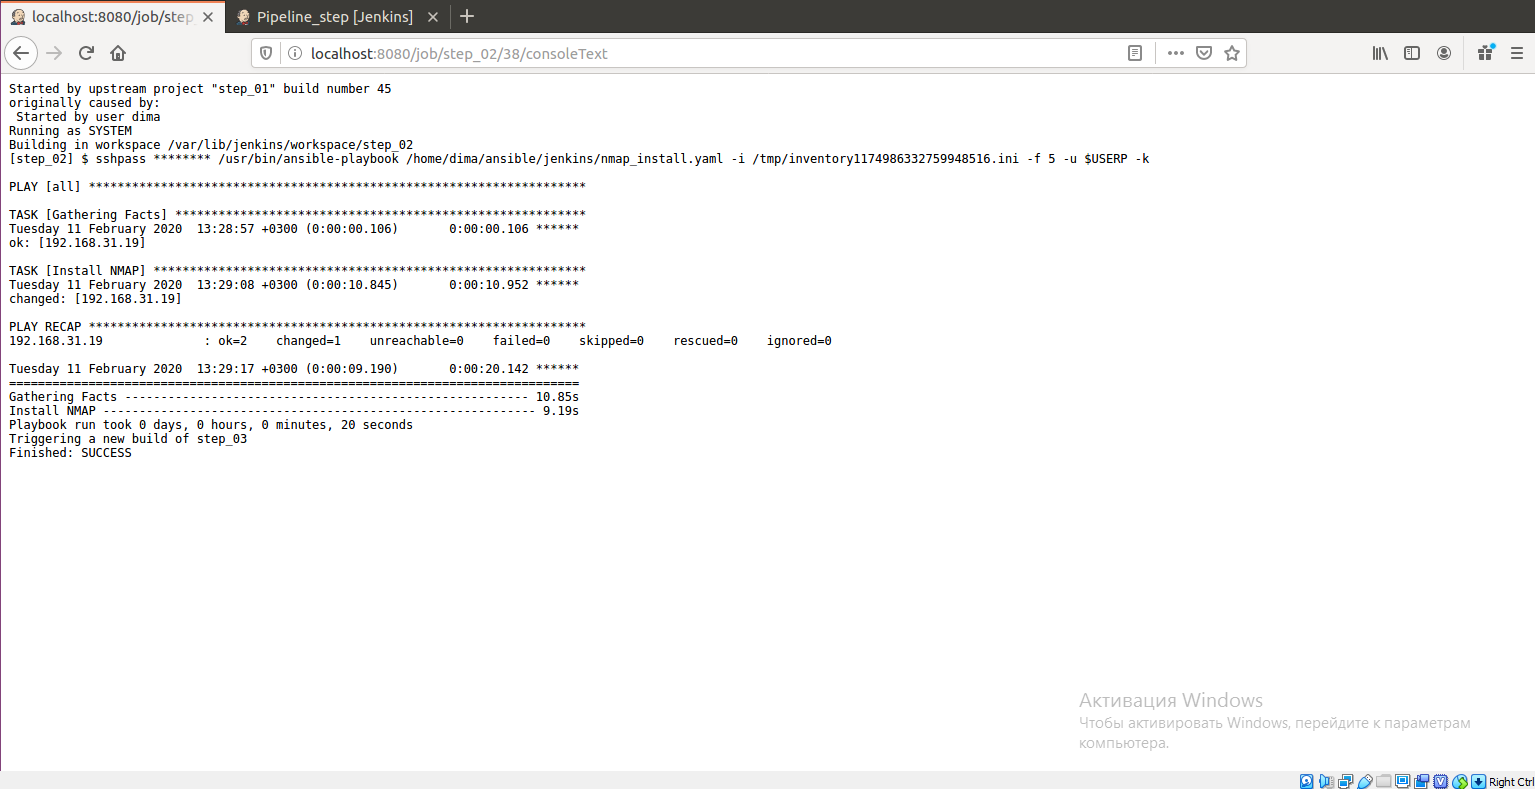 localhost:8080/job/step
Pipeline_step [Jenkins]
localhost:8080/job/step_02/38/consoleText
Started by upstream project "step_01" build number 45
originally caused by:
 Started by user dima
Running as SYSTEM
Building in workspace /var/lib/jenkins/workspace/step_02
[step_02] $ sshpass ******** /usr/bin/ansible-playbook /home/dima/ansible/jenkins/nmap_install.yaml -i /tmp/inventory1174986332759948516.ini -f 5 -u $USERP -k
PLAY [all] *********************************************************************
TASK [Gathering Facts] *********************************************************
Tuesday 11 February 2020  13:28:57 +0300 (0:00:00.106)       0:00:00.106 ******
ok: [192.168.31.19]
TASK [Install NMAP] ************************************************************
Tuesday 11 February 2020  13:29:08 +0300 (0:00:10.845)       0:00:10.952 ******
changed: [192.168.31.19]
PLAY RECAP *********************************************************************
192.168.31.19              : ok=2    changed=1    unreachable=0    failed=0    skipped=0    rescued=0    ignored=0
Tuesday 11 February 2020  13:29:17 +0300 (0:00:09.190)       0:00:20.142 ******
===============================================================================
Gathering Facts -------------------------------------------------------- 10.85s
Install NMAP ------------------------------------------------------------ 9.19s
Playbook run took 0 days, 0 hours, 0 minutes, 20 seconds
Triggering a new build of step_03
Finished: SUCCESS
Активация Windows
Чтобы активировать Windows, перейдите к параметрам
компьютера.
Right Ctrl